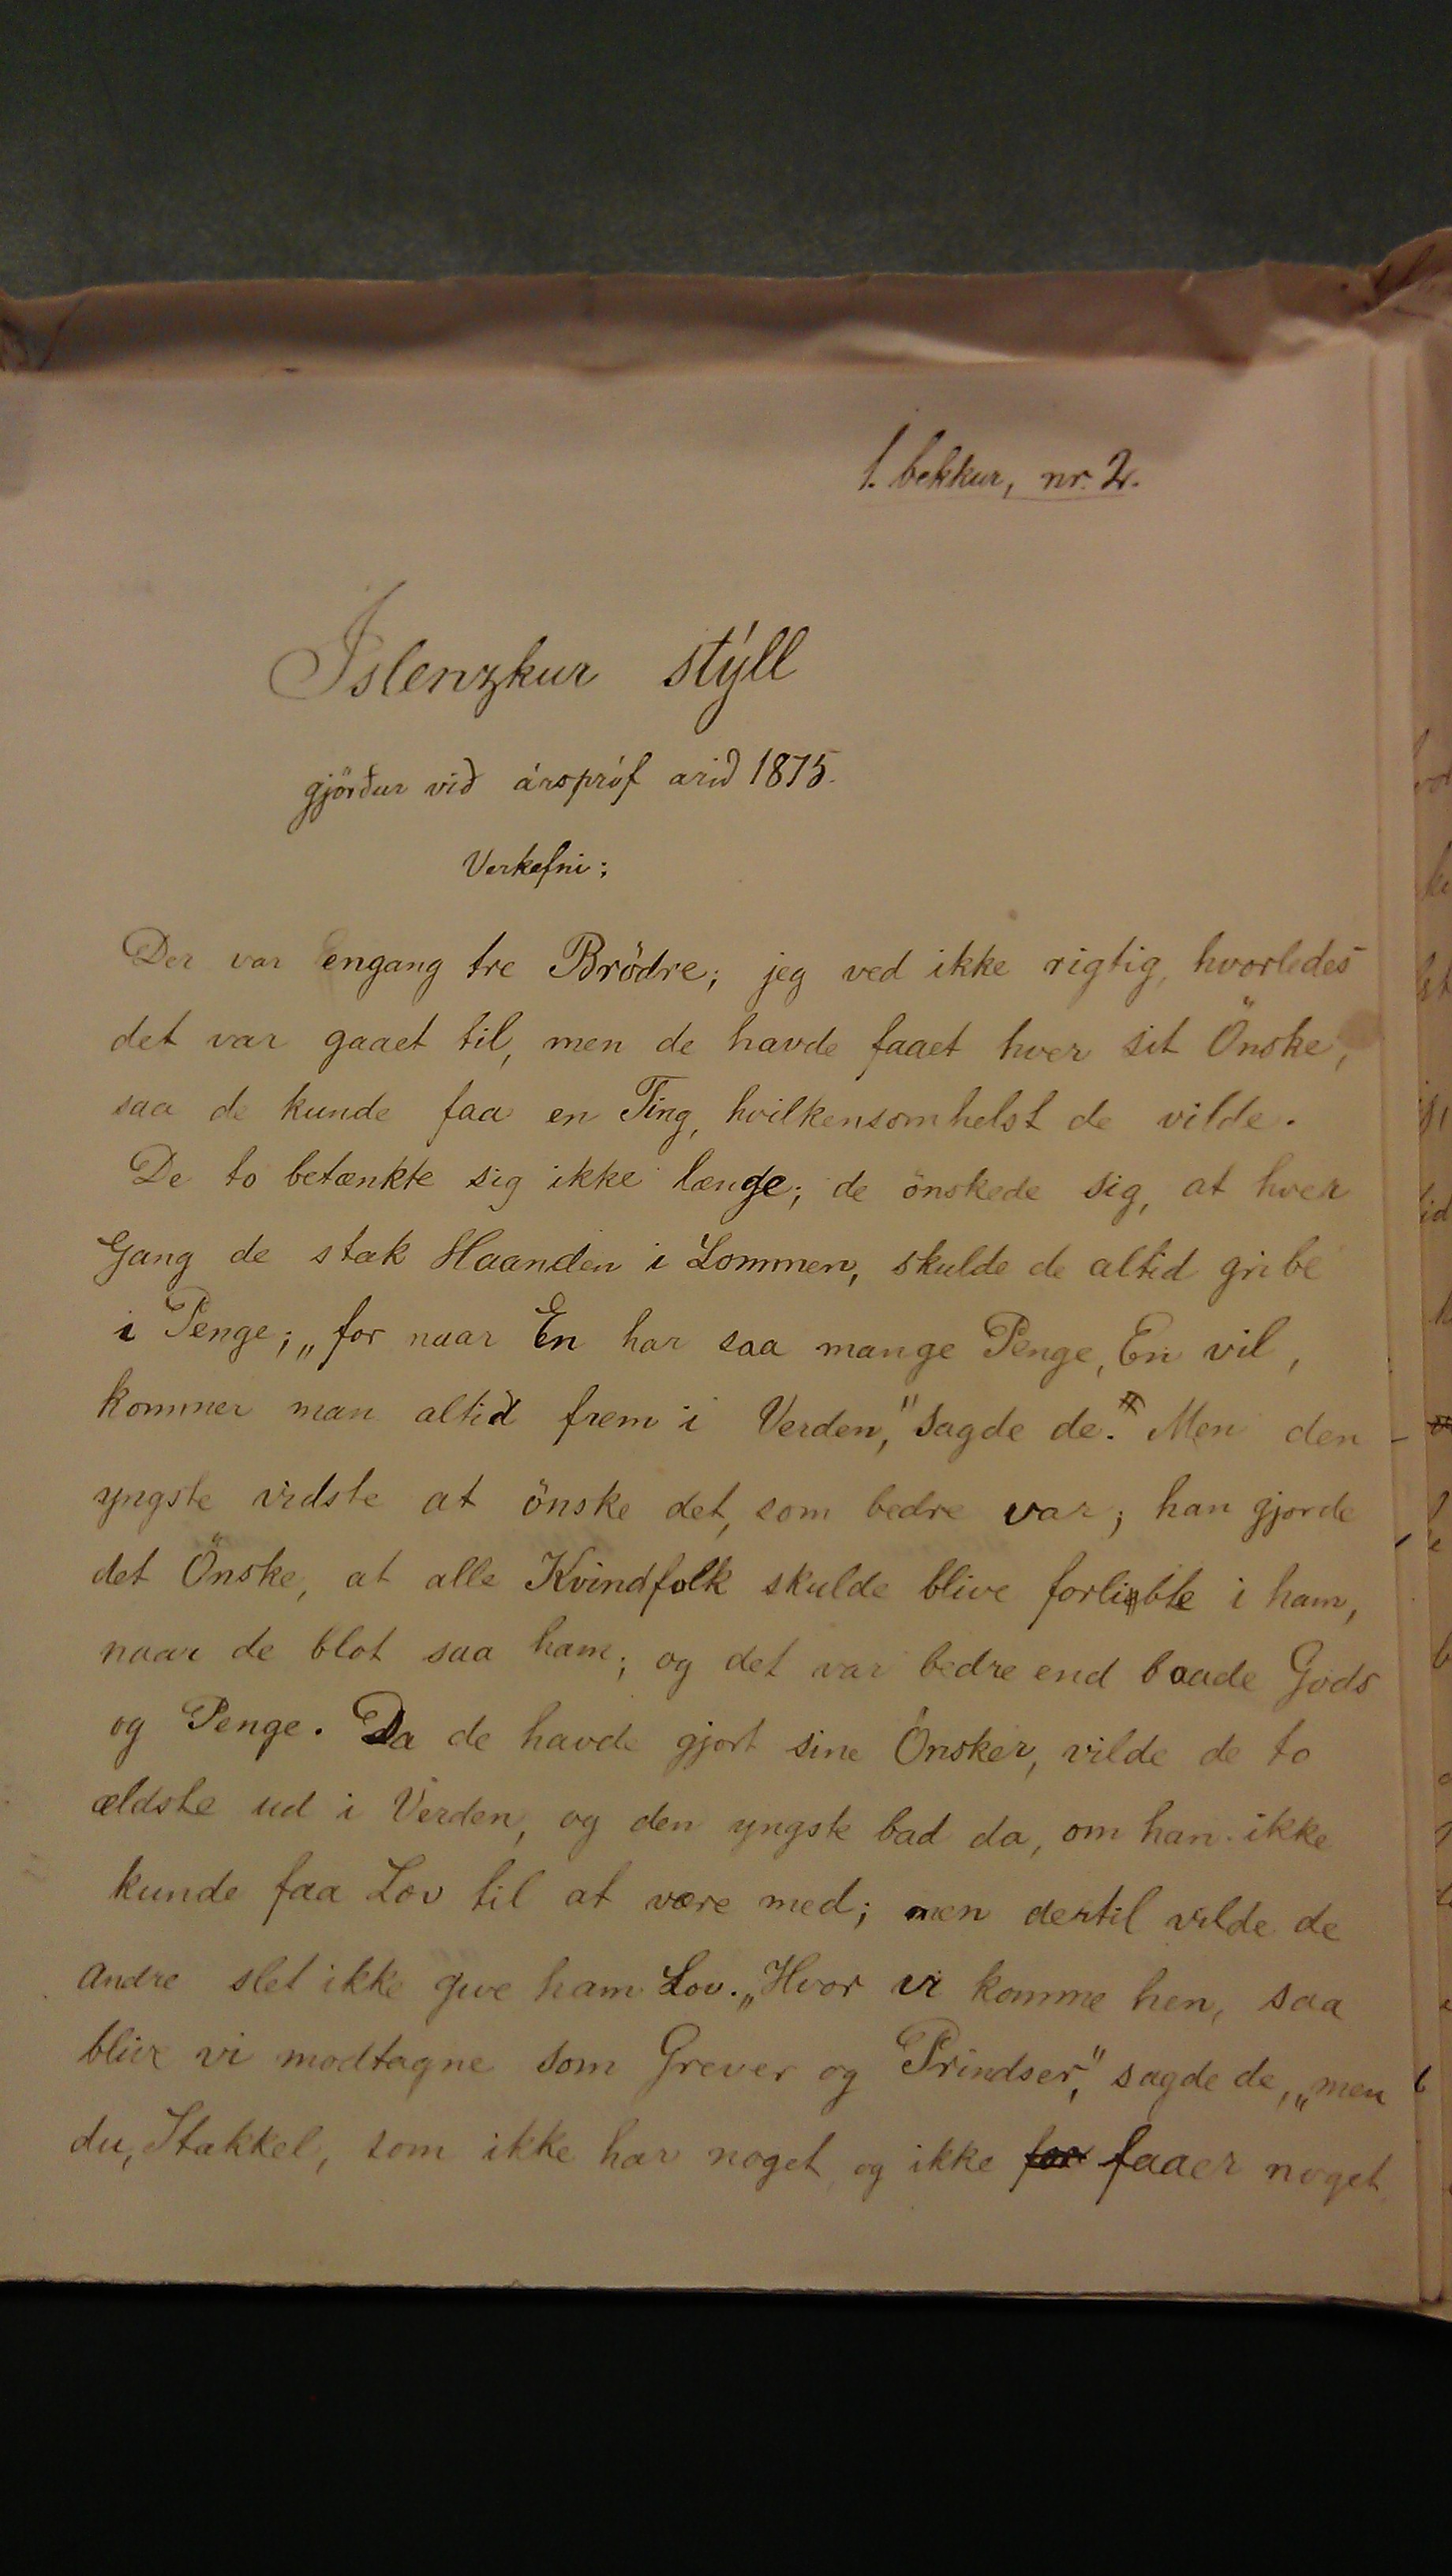 1. bekkur, nr. 2.
Íslenzkur stýll
gjörður við árspróf arið 1875.
Verkefni:
Der var engang tre Brödre; jeg ved ikke rigtig, hvorledes
det var gaaet til, men de havde faaet hver sit Önske,
saa de kunde faa en Ting, hvilkensomhelst de vilde.
De to betænkte sig ikke længe; de önskede sig, at hver
Gang de stak Haanden i Lommen, skulde de altid gribe
i Penge; „for naar En har saa mange Penge, En vil,
kommer man altid frem i Verden," sagde de. Men den
yngste vidste at önske det, som bedre var; han gjorde
det Önske, at alle Kvindfolk skulde blive forlibte i ham,
naar de blot saa ham; og det var bedre end baade Gods
og Penge. Da de havde gjort sine Önsker, vilde de to
ældste ud i Verden, og den yngste bad da, om han ikke
kunde faa Lov til at være med; men dertil vilde de
andre slet ikke give ham Lov. „Hvor vi komme hen, saa
blive vi modtagne som Grever og Prindser," sagde de, „men
du, Stakkel, som ikke har noget, og ikke for faaer noget